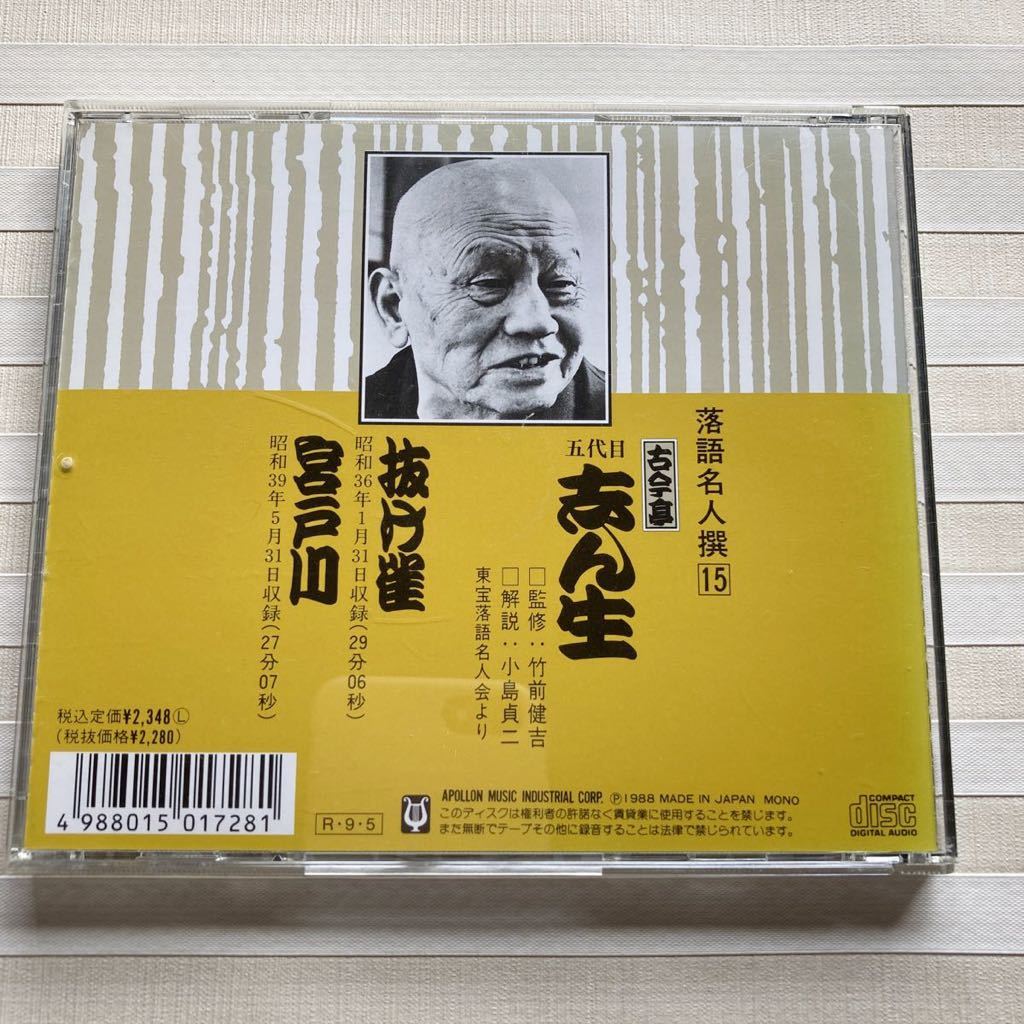 落語名人撰15
古今亭
五代目
志ん生
□監修：竹前健吉
□解説：小島貞二
東宝落語名人会より
抜け雀
昭和36年1月31日収録(29分06秒)
宮戸川
昭和39年5月31日収録(27分07秒)
税込定価¥2,348Ⓛ
(税抜価格¥2,280)
4 988015 017281
R・9・5
APOLLON MUSIC INDUSTRIAL CORP. Ⓟ1988 MADE IN JAPAN MONO
このディスクは権利者の許諾なく賃貸業に使用することを禁じます。
また無断でテープその他に録音することは法律で禁じられています。
COMPACT
disc
DIGITAL AUDIO